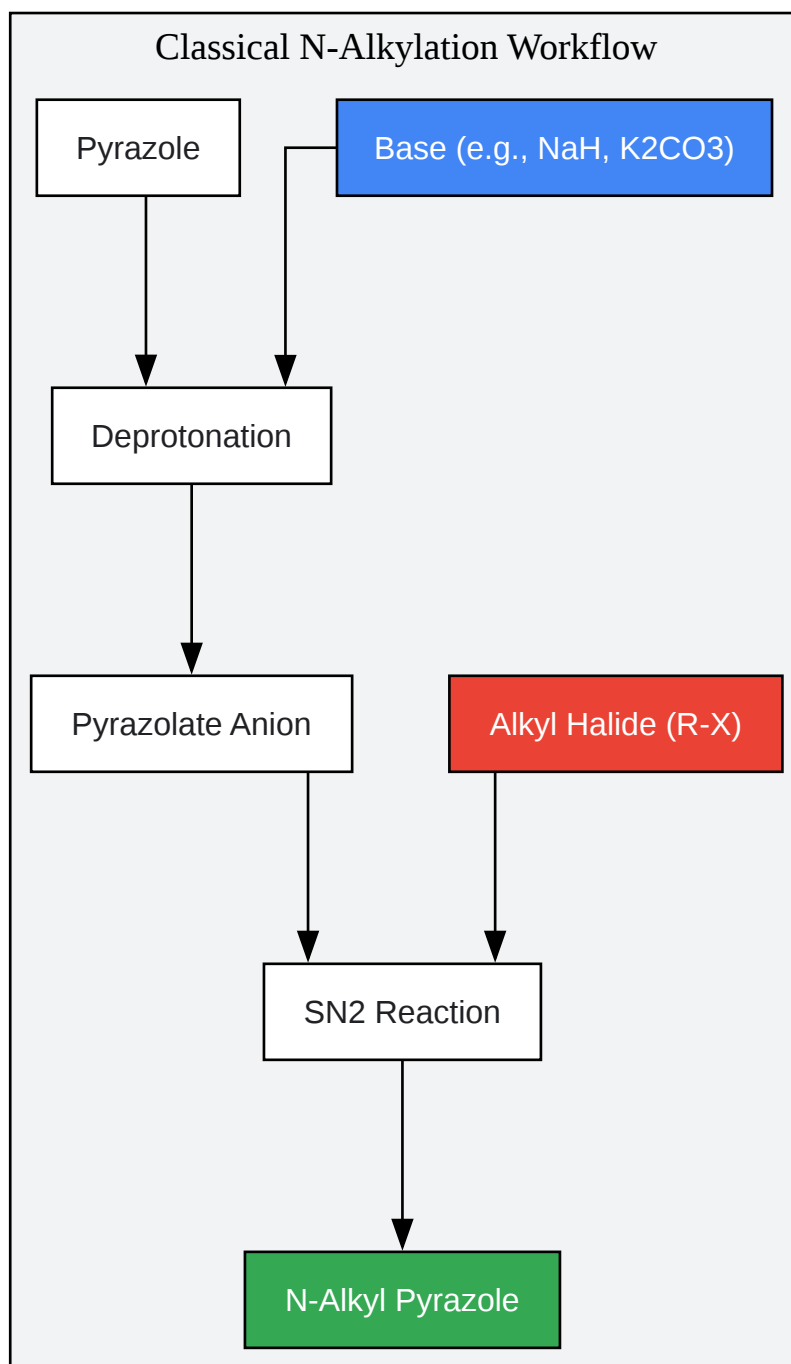 Classical N-Alkylation Workflow
Pyrazole
Base (e.g., NaH, K2CO3)
Deprotonation
Pyrazolate Anion
Alkyl Halide (R-X)
SN2 Reaction
N-Alkyl Pyrazole